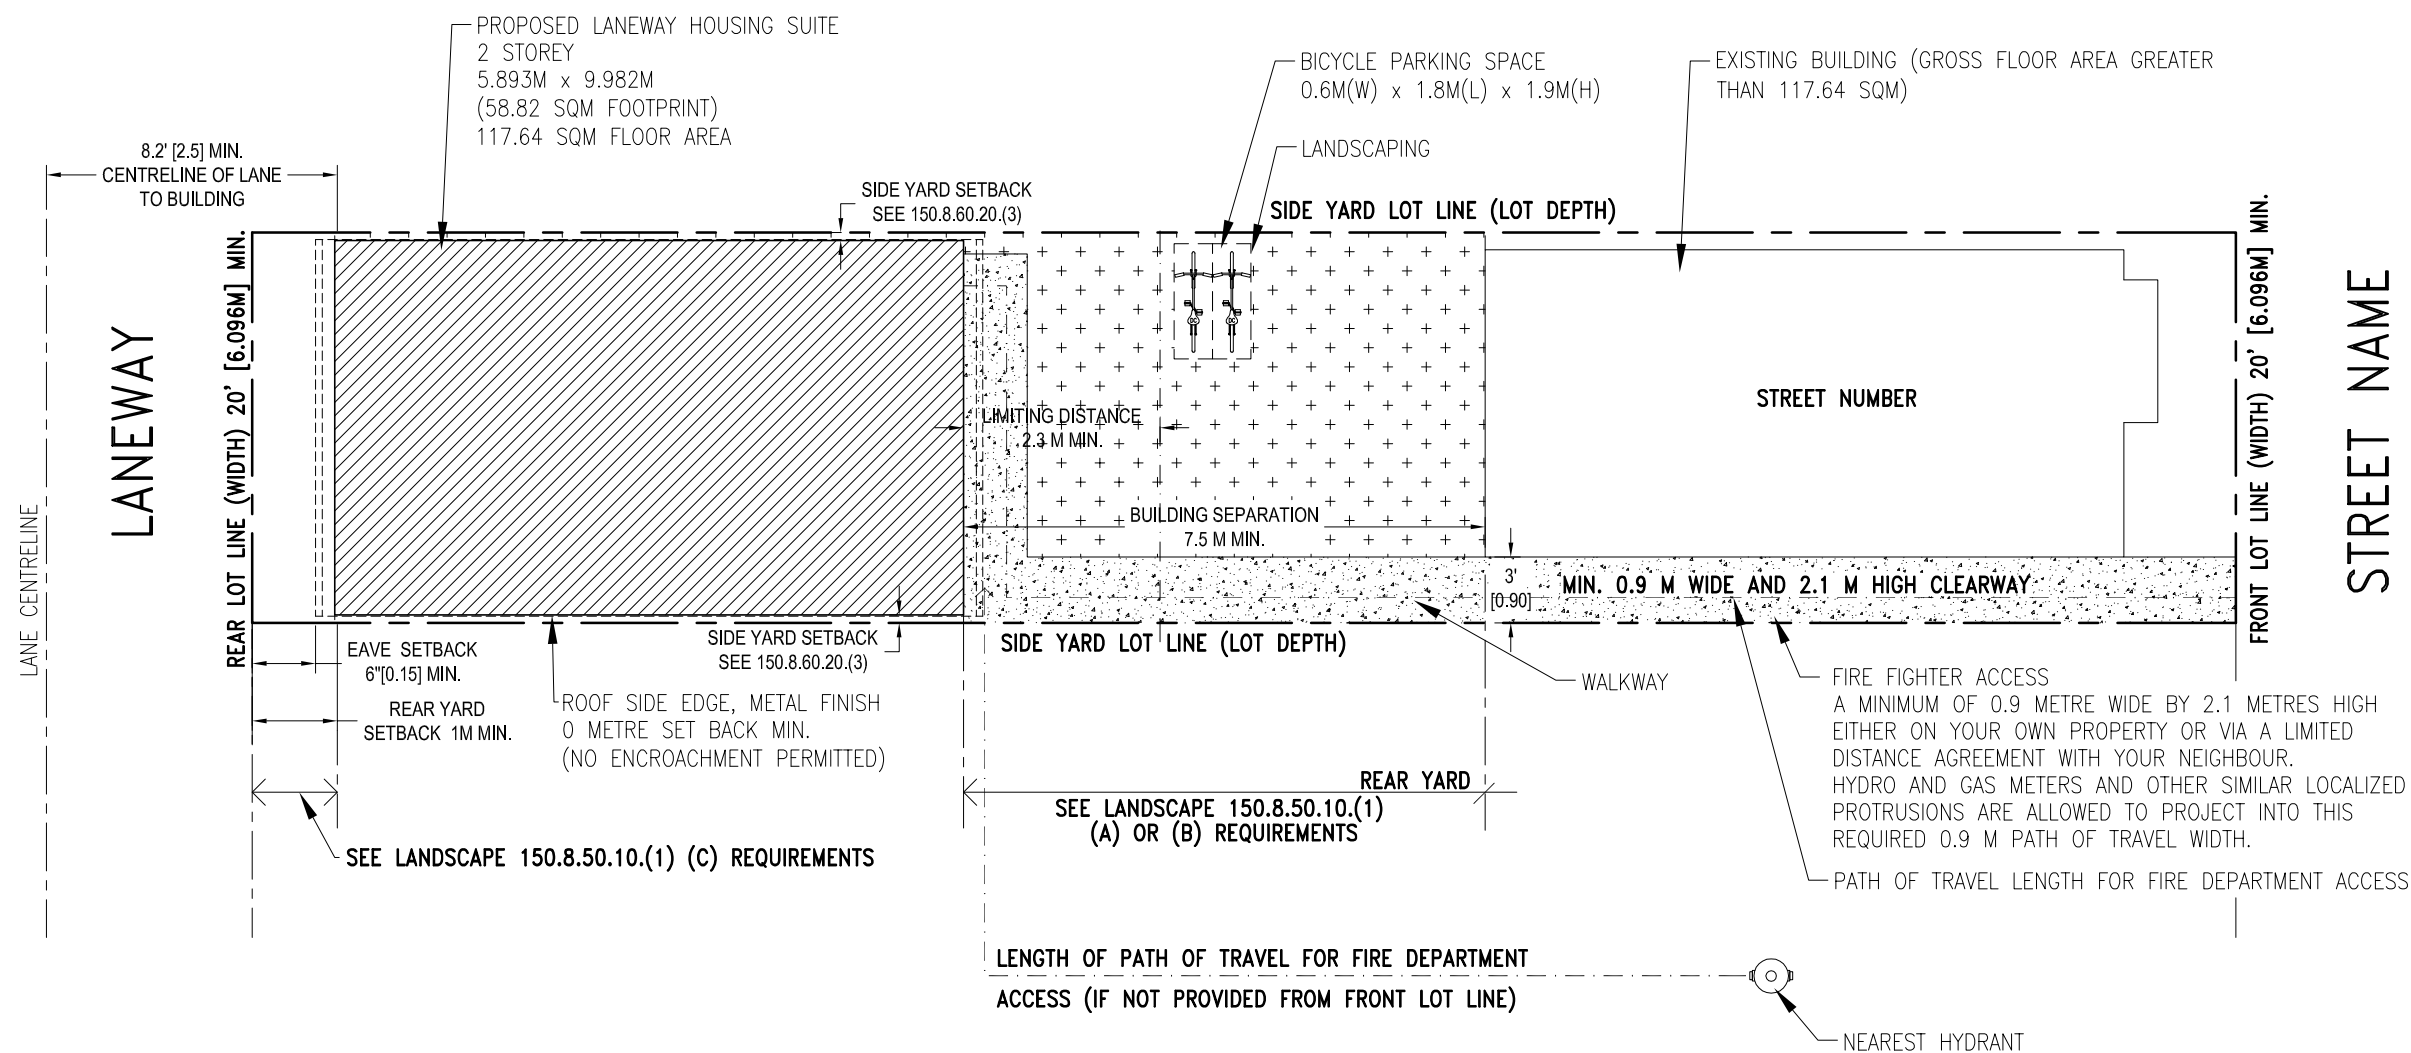 PROPOSED LANEWAY HOUSING SUITE
2 STOREY
5.893M x 9.982M
(58.82 SQM FOOTPRINT)
117.64 SQM FLOOR AREA
BICYCLE PARKING SPACE
0.6M(W) x 1.8M(L) x 1.9M(H)
EXISTING BUILDING (GROSS FLOOR AREA GREATER
THAN 117.64 SQM)
LANDSCAPING
8.2' [2.5] MIN.
CENTRELINE OF LANE
TO BUILDING
SIDE YARD SETBACK
SEE 150.8.60.20.(3)
SIDE YARD LOT LINE (LOT DEPTH)
LANE CENTRELINE
LANEWAY
REAR LOT LINE (WIDTH) 20' [6.096M] MIN.
LIMITING DISTANCE
2.3 M MIN.
BUILDING SEPARATION
7.5 M MIN.
STREET NUMBER
3'
[0.90]
MIN. 0.9 M WIDE AND 2.1 M HIGH CLEARWAY
FRONT LOT LINE (WIDTH) 20' [6.096M] MIN.
STREET NAME
EAVE SETBACK
6"[0.15] MIN.
REAR YARD
SETBACK 1M MIN.
SIDE YARD SETBACK
SEE 150.8.60.20.(3)
SIDE YARD LOT LINE (LOT DEPTH)
ROOF SIDE EDGE, METAL FINISH
0 METRE SET BACK MIN.
(NO ENCROACHMENT PERMITTED)
WALKWAY
FIRE FIGHTER ACCESS
A MINIMUM OF 0.9 METRE WIDE BY 2.1 METRES HIGH
EITHER ON YOUR OWN PROPERTY OR VIA A LIMITED
DISTANCE AGREEMENT WITH YOUR NEIGHBOUR.
HYDRO AND GAS METERS AND OTHER SIMILAR LOCALIZED
PROTRUSIONS ARE ALLOWED TO PROJECT INTO THIS
REQUIRED 0.9 M PATH OF TRAVEL WIDTH.
REAR YARD
SEE LANDSCAPE 150.8.50.10.(1)
(A) OR (B) REQUIREMENTS
SEE LANDSCAPE 150.8.50.10.(1) (C) REQUIREMENTS
PATH OF TRAVEL LENGTH FOR FIRE DEPARTMENT ACCESS
LENGTH OF PATH OF TRAVEL FOR FIRE DEPARTMENT
ACCESS (IF NOT PROVIDED FROM FRONT LOT LINE)
NEAREST HYDRANT